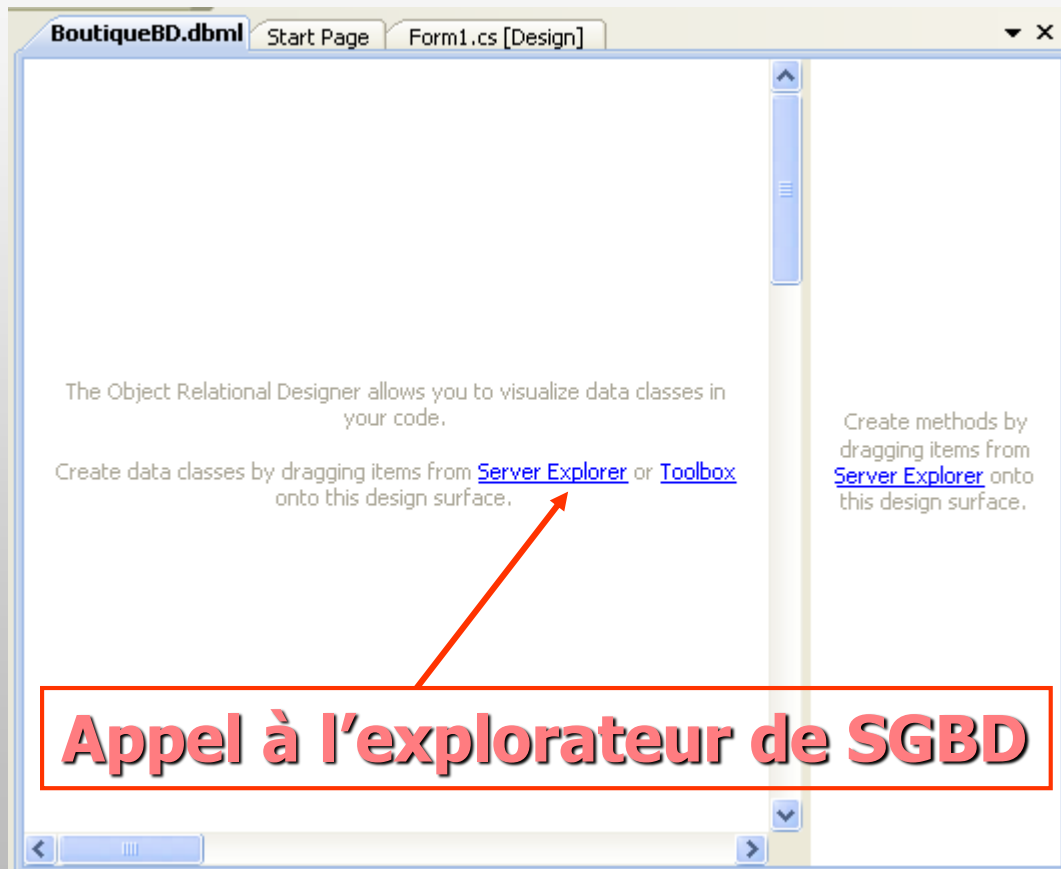 BoutiqueBD.dbml Start Page Form1.cs [Design]
The Object Relational Designer allows you to visualize data classes in
your code.
Create data classes by dragging items from Server Explorer or Toolbox
onto this design surface.
Create methods by
dragging items from
Server Explorer onto
this design surface.
Appel à l’explorateur de SGBD